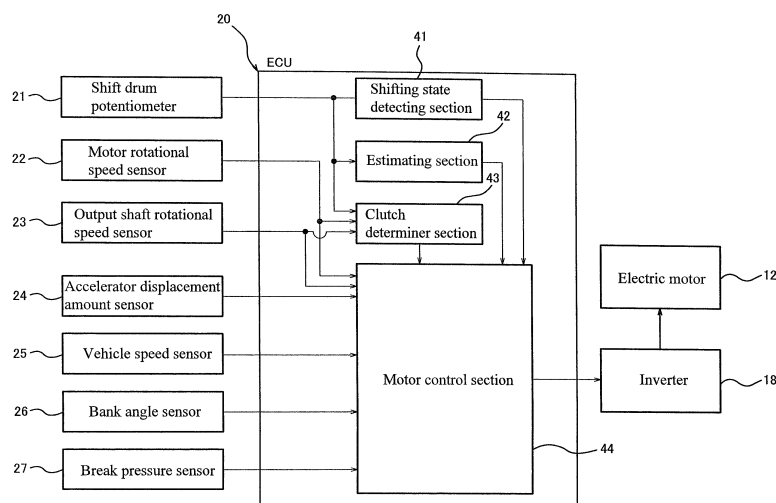 20
ECU
41
21
Shift drum
potentiometer
Shifting state
detecting section
42
22
Motor rotational
speed sensor
Estimating section
43
23
Output shaft rotational
speed sensor
Clutch
determiner section
24
Accelerator displacement
amount sensor
Electric motor
12
25
Vehicle speed sensor
Motor control section
Inverter
18
26
Bank angle sensor
44
27
Break pressure sensor